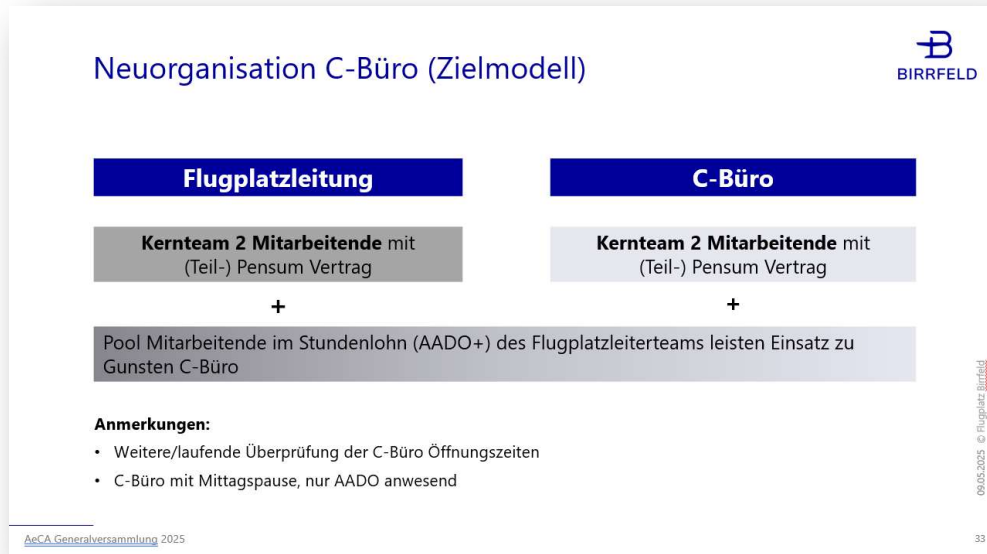 Neuorganisation C-Büro (Zielmodell)
BIRRFELD
Flugplatzleitung
C-Büro
Kernteam 2 Mitarbeitende mit
(Teil-) Pensum Vertrag
Kernteam 2 Mitarbeitende mit
(Teil-) Pensum Vertrag
+
+
Pool Mitarbeitende im Stundenlohn (AADO+) des Flugplatzleiterteams leisten Einsatz zu
Gunsten C-Büro
Anmerkungen:
• Weitere/laufende Überprüfung der C-Büro Öffnungszeiten
• C-Büro mit Mittagspause, nur AADO anwesend
09.05.2025 © Flugplatz Birrfeld
AeCA Generalversammlung 2025
33